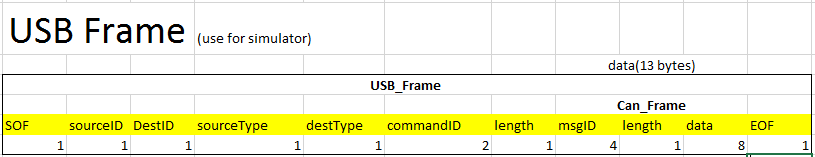 USB Frame (use for simulator)
data(13 bytes)
USB_Frame
Can_Frame
SOF sourceID DestID sourceType destType commandID length msgID length data EOF
1 1 1 1 1 2 1 4 1 8 1